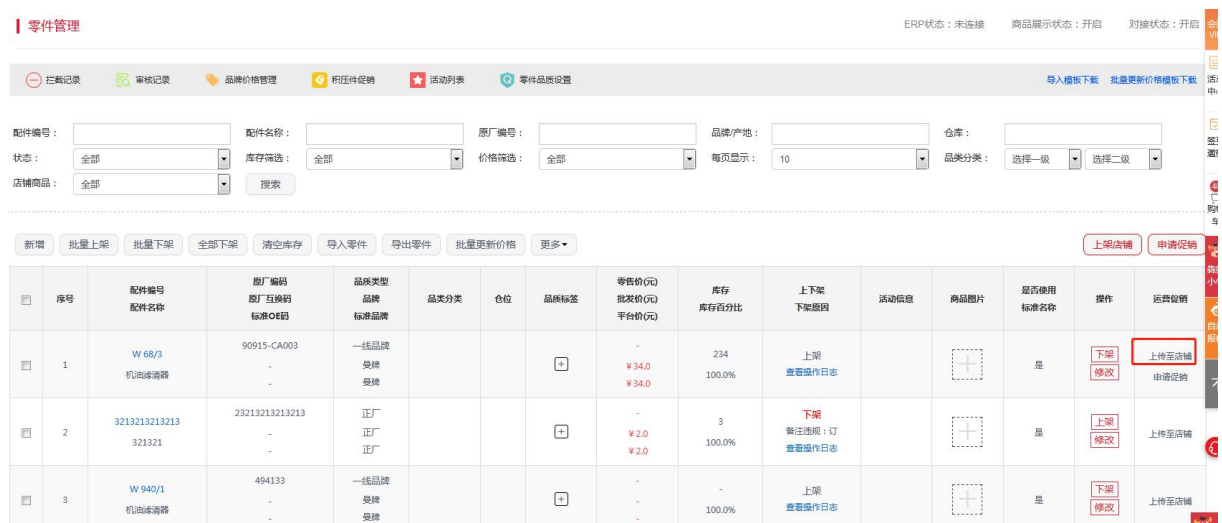 零件管理
ERP状态：未连接 商品展示状态：开启 对接状态：开启
拦截记录 审核记录 品牌价格管理 积压件促销 活动列表 零件品质设置 导入模板下载 批量更新价格模板下载
配件编号： 配件名称： 原厂编号： 品牌/产地： 仓库：
状态： 全部 库存筛选： 全部 价格筛选： 全部 每页显示： 10 品类分类： 选择一级 选择二级
店铺商品： 全部 搜索
新增 批量上架 批量下架 全部下架 清空库存 导入零件 导出零件 批量更新价格 更多 上架店铺 申请促销
序号 配件编号 配件名称 原厂编码 原厂互换码 标准OE码 品质类型 品牌 标准品牌 品类分类 仓位 品质标签 零售价(元) 批发价(元) 平台价(元) 库存 库存百分比 上下架 下架原因 活动信息 商品图片 是否使用 标准名称 操作 运营促销
1 W 68/3 机油滤清器 90915-CA003 - - 一线品牌 曼牌 曼牌 - ¥34.0 ¥34.0 234 100.0% 上架 查看操作日志 是 下架 修改 上传至店铺 申请促销
2 3213213213213 321321 23213213213213 - - 正厂 正厂 正厂 - ¥2.0 ¥2.0 3 100.0% 下架 备注违规：订 查看操作日志 是 上架 修改 上传至店铺
3 W 940/1 机油滤清器 494133 - - 一线品牌 曼牌 曼牌 - - - - 100.0% 上架 查看操作日志 是 下架 修改 上传至店铺